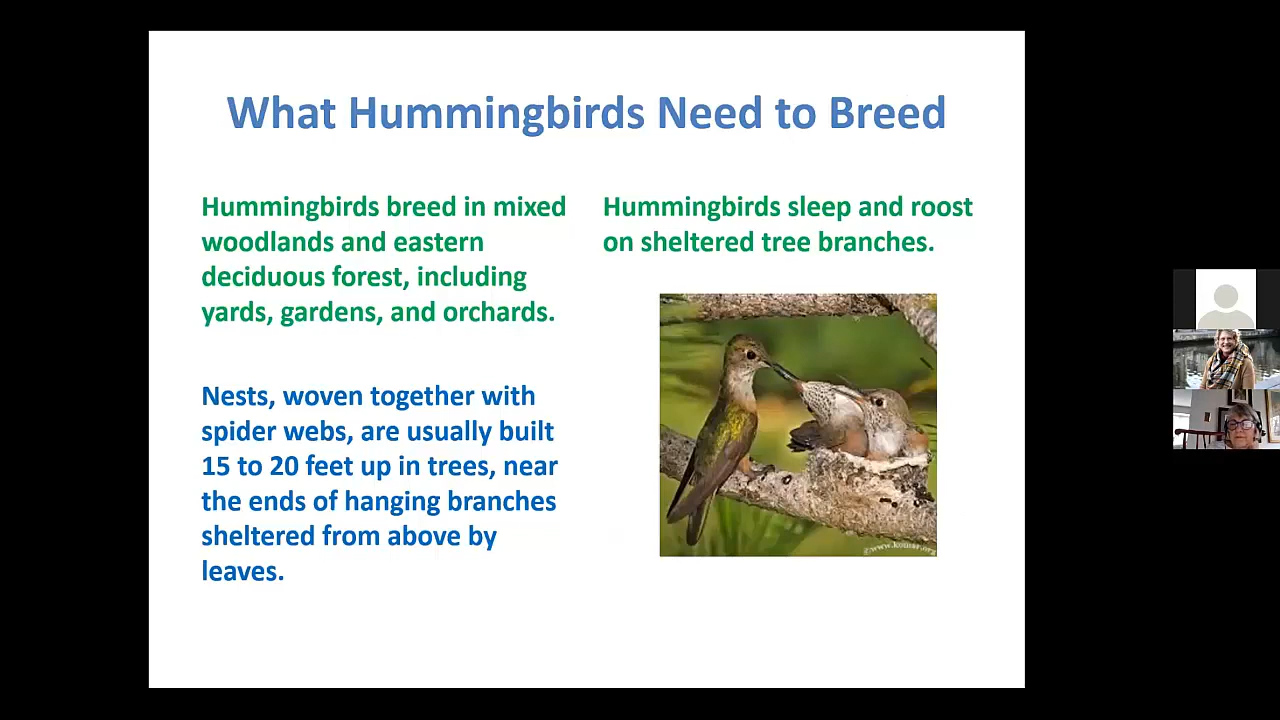 What Hummingbirds Need to Breed
Hummingbirds breed in mixed
woodlands and eastern
deciduous forest, including
yards, gardens, and orchards.
Nests, woven together with
spider webs, are usually built
15 to 20 feet up in trees, near
the ends of hanging branches
sheltered from above by
leaves.
Hummingbirds sleep and roost
on sheltered tree branches.